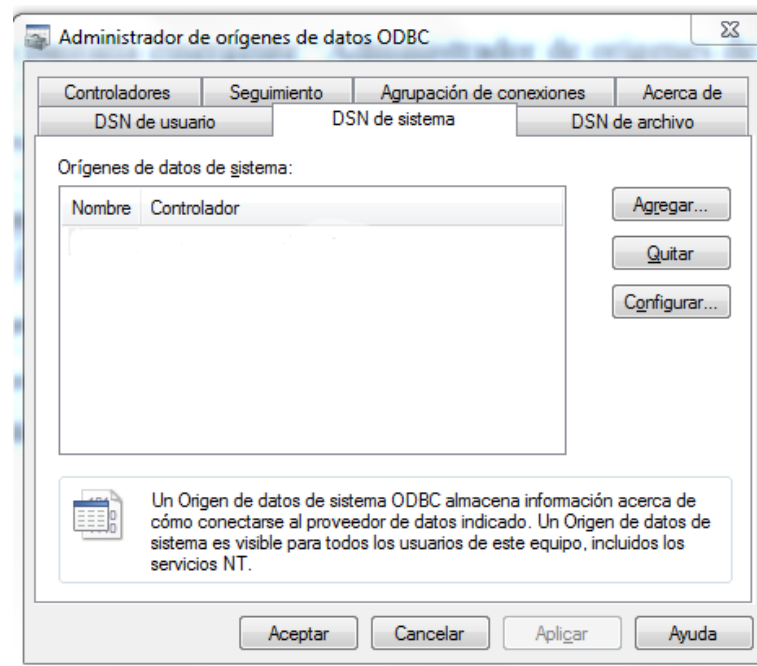 Administrador de orígenes de datos ODBC
Controladores Seguimiento Agrupación de conexiones Acerca de
DSN de usuario DSN de sistema DSN de archivo
Orígenes de datos de sistema:
Nombre Controlador
Agregar...
Quitar
Configurar...
Un Origen de datos de sistema ODBC almacena información acerca de
cómo conectarse al proveedor de datos indicado. Un Origen de datos de
sistema es visible para todos los usuarios de este equipo, incluidos los
servicios NT.
Aceptar Cancelar Aplicar Ayuda